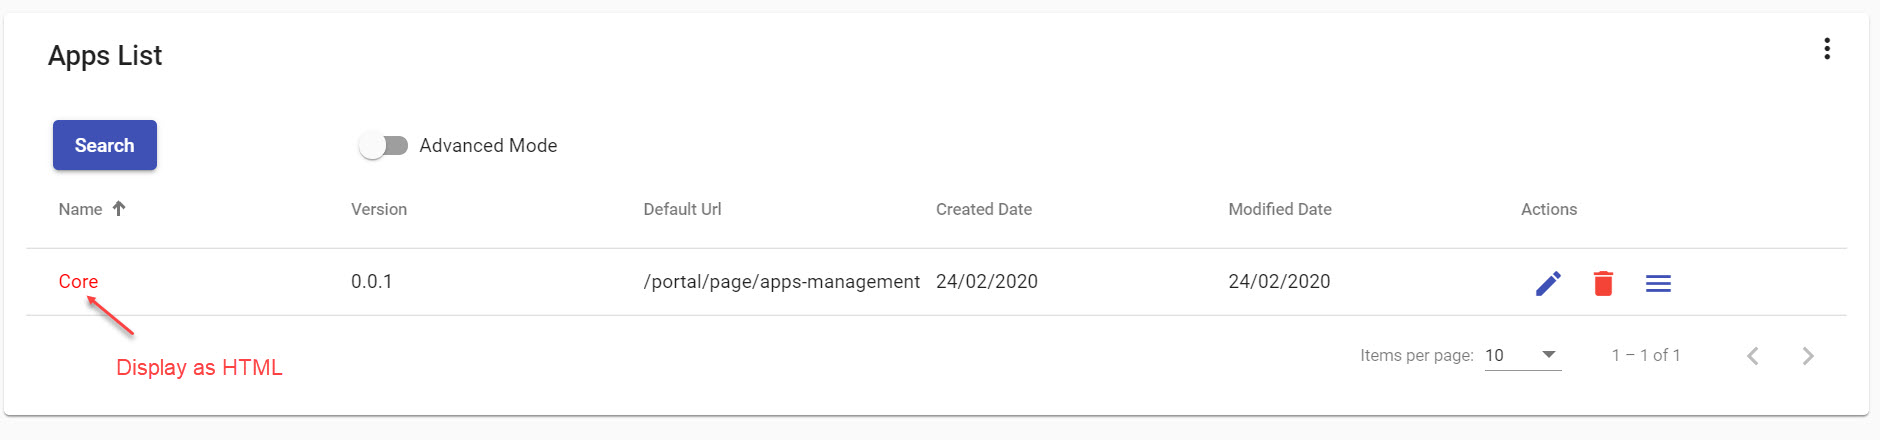 Apps List
Search
Advanced Mode
Name Version Default Url Created Date Modified Date Actions
Core 0.0.1 /portal/page/apps-management 24/02/2020 24/02/2020
Display as HTML
Items per page: 10 1 – 1 of 1